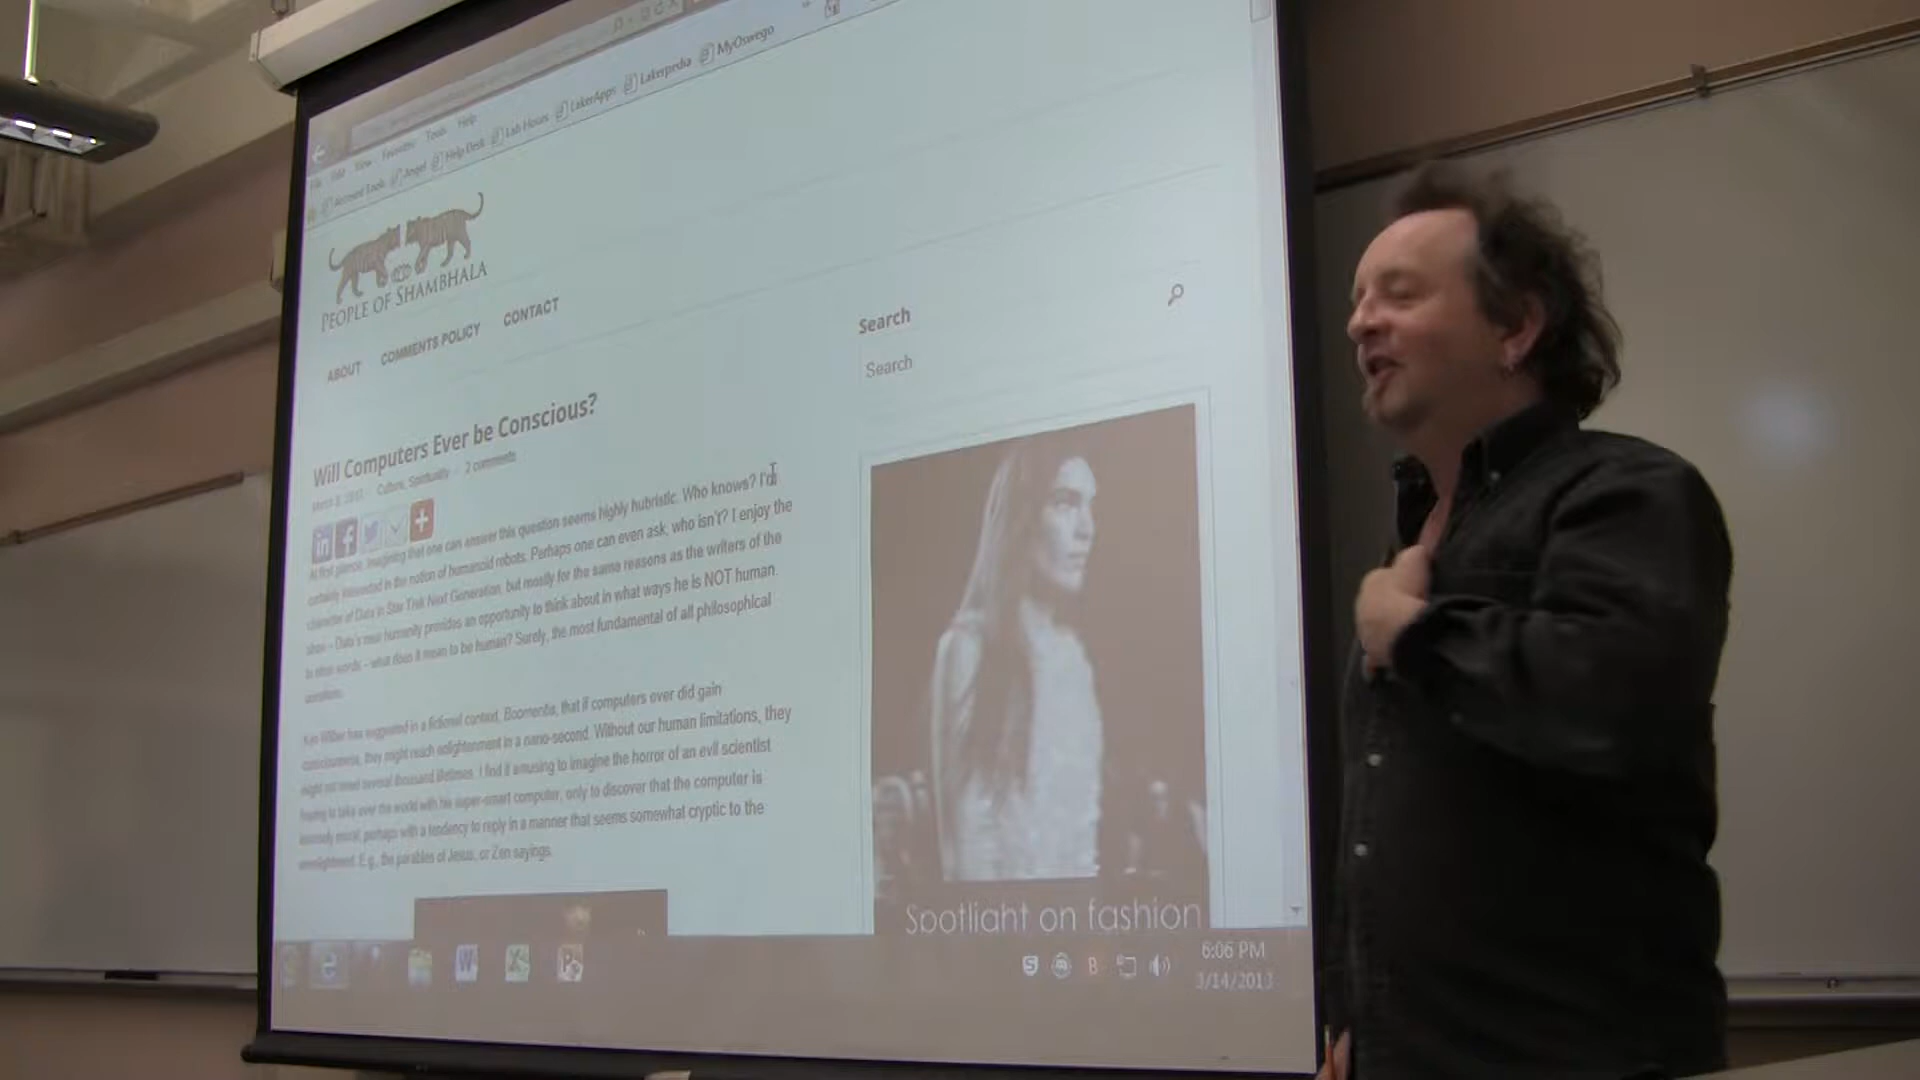 File Edit View Favorites Tools Help
Account Tools Angel Help Desk Lab Hours LakerApps Lakerpedia MyOswego
PEOPLE OF SHAMBHALA
ABOUT COMMENTS POLICY CONTACT
Will Computers Ever be Conscious?
Culture, Spirituality 2 comments
At first glance, imagining that one can answer this question seems highly hubristic. Who knows? I'd
certainly interested in the notion of humanoid robots. Perhaps one can even ask, who isn't? I enjoy the
character of Data in Star Trek Next Generation, but mostly for the same reasons as the writers of the
show – Data's near humanity provides an opportunity to think about in what ways he is NOT human.
In other words – what does it mean to be human? Surely, the most fundamental of all philosophical
questions.
Ken Wilber has suggested in a fictional context, Boomeritis, that if computers ever did gain
consciousness, they might reach enlightenment in a nano-second. Without our human limitations, they
might not need several thousand lifetimes. I find it amusing to imagine the horror of an evil scientist
hoping to take over the world with his super-smart computer, only to discover that the computer is
moral, perhaps with a tendency to reply in a manner that seems somewhat cryptic to the
E.g., the parables of Jesus, or Zen sayings.
Search
Search
Spotlight on fashion
6:06 PM
3/14/2013